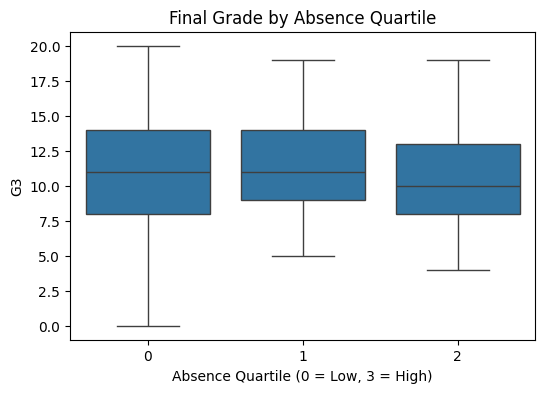 Final Grade by Absence Quartile
G3
20.0
17.5
15.0
12.5
10.0
7.5
5.0
2.5
0.0
0 1 2
Absence Quartile (0 = Low, 3 = High)